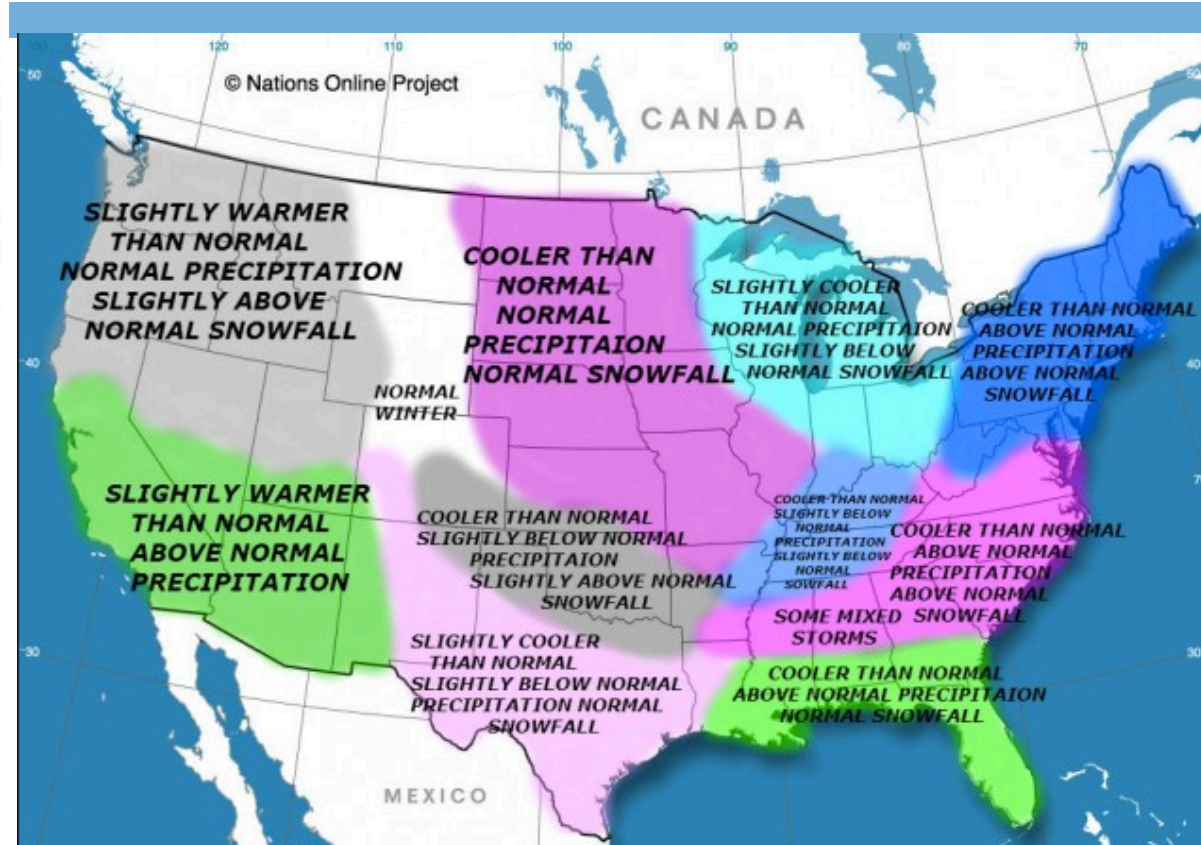 120
110
100
90
80
70
50
© Nations Online Project
CANADA
SLIGHTLY WARMER
THAN NORMAL
NORMAL PRECIPITATION
SLIGHTLY ABOVE
NORMAL SNOWFALL
COOLER THAN
NORMAL
NORMAL
PRECIPITAION
NORMAL SNOWFALL
SLIGHTLY COOLER
THAN NORMAL
NORMAL PRECIPITAION
SLIGHTLY BELOW
NORMAL SNOWFALL
COOLER THAN NORMAL
ABOVE NORMAL
PRECIPITATION
ABOVE NORMAL
SNOWFALL
40
40
NORMAL
WINTER
SLIGHTLY WARMER
THAN NORMAL
ABOVE NORMAL
PRECIPITATION
COOLER THAN NORMAL
SLIGHTLY BELOW NORMAL
PRECIPITAION
SLIGHTLY ABOVE NORMAL
SNOWFALL
COOLER THAN NORMAL
SLIGHTLY BELOW
NORMAL
PRECIPITATION
SLIGHTLY BELOW
NORMAL
SOWFALL
COOLER THAN NORMAL
ABOVE NORMAL
PRECIPITATION
ABOVE NORMAL
SNOWFALL
SOME MIXED
STORMS
30
30
SLIGHTLY COOLER
THAN NORMAL
SLIGHTLY BELOW NORMAL
PRECIPITATION NORMAL
SNOWFALL
COOLER THAN NORMAL
ABOVE NORMAL PRECIPITAION
NORMAL SNOWFALL
MEXICO